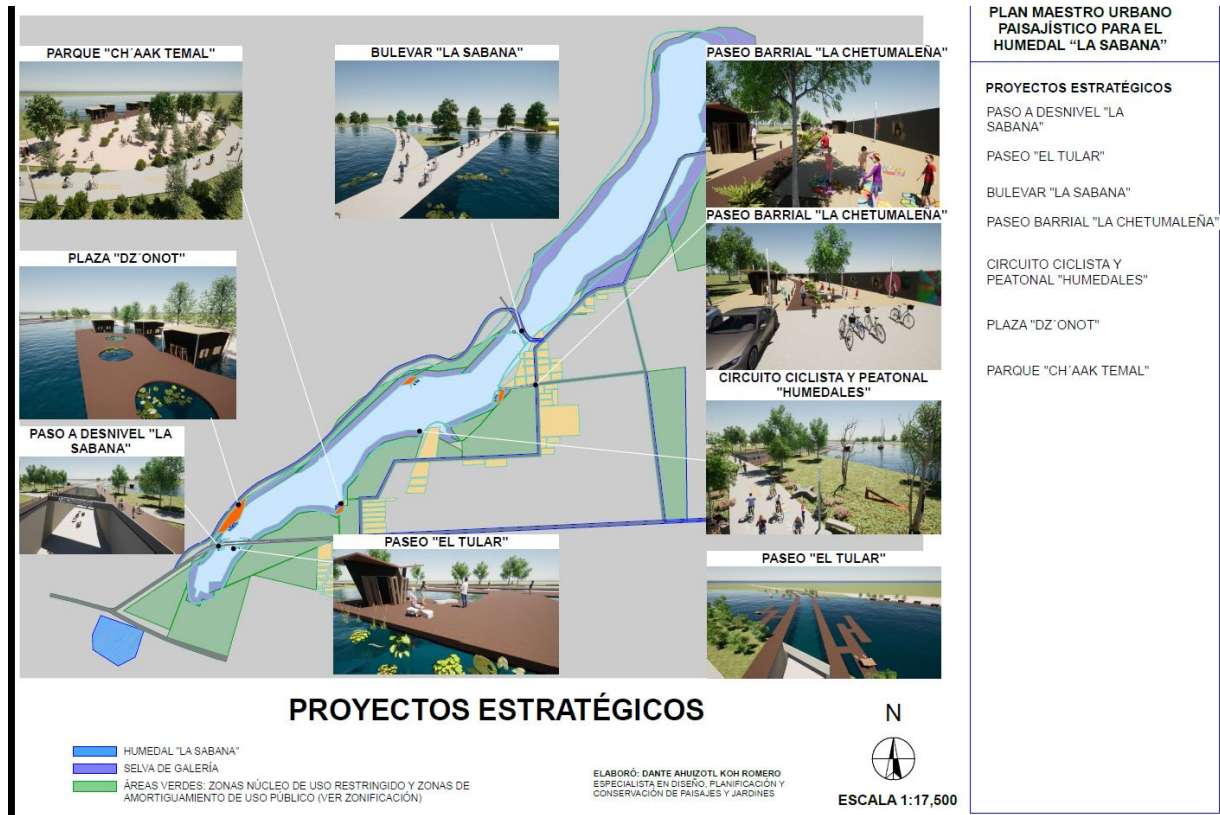 PARQUE "CH´AAK TEMAL"
BULEVAR "LA SABANA"
PASEO BARRIAL "LA CHETUMALEÑA"
PASEO BARRIAL "LA CHETUMALEÑA"
PLAZA "DZ´ONOT"
CIRCUITO CICLISTA Y PEATONAL
"HUMEDALES"
PASO A DESNIVEL "LA
SABANA"
PASEO "EL TULAR"
PASEO "EL TULAR"
PROYECTOS ESTRATÉGICOS
HUMEDAL "LA SABANA"
SELVA DE GALERÍA
ÁREAS VERDES: ZONAS NÚCLEO DE USO RESTRINGIDO Y ZONAS DE
AMORTIGUAMIENTO DE USO PÚBLICO (VER ZONIFICACIÓN)
ELABORÓ: DANTE AHUIZOTL KOH ROMERO
ESPECIALISTA EN DISEÑO, PLANIFICACIÓN Y
CONSERVACIÓN DE PAISAJES Y JARDINES
N
ESCALA 1:17,500
PLAN MAESTRO URBANO
PAISAJÍSTICO PARA EL
HUMEDAL “LA SABANA”
PROYECTOS ESTRATÉGICOS
PASO A DESNIVEL "LA
SABANA"
PASEO "EL TULAR"
BULEVAR "LA SABANA"
PASEO BARRIAL "LA CHETUMALEÑA"
CIRCUITO CICLISTA Y
PEATONAL "HUMEDALES"
PLAZA "DZ´ONOT"
PARQUE "CH´AAK TEMAL"